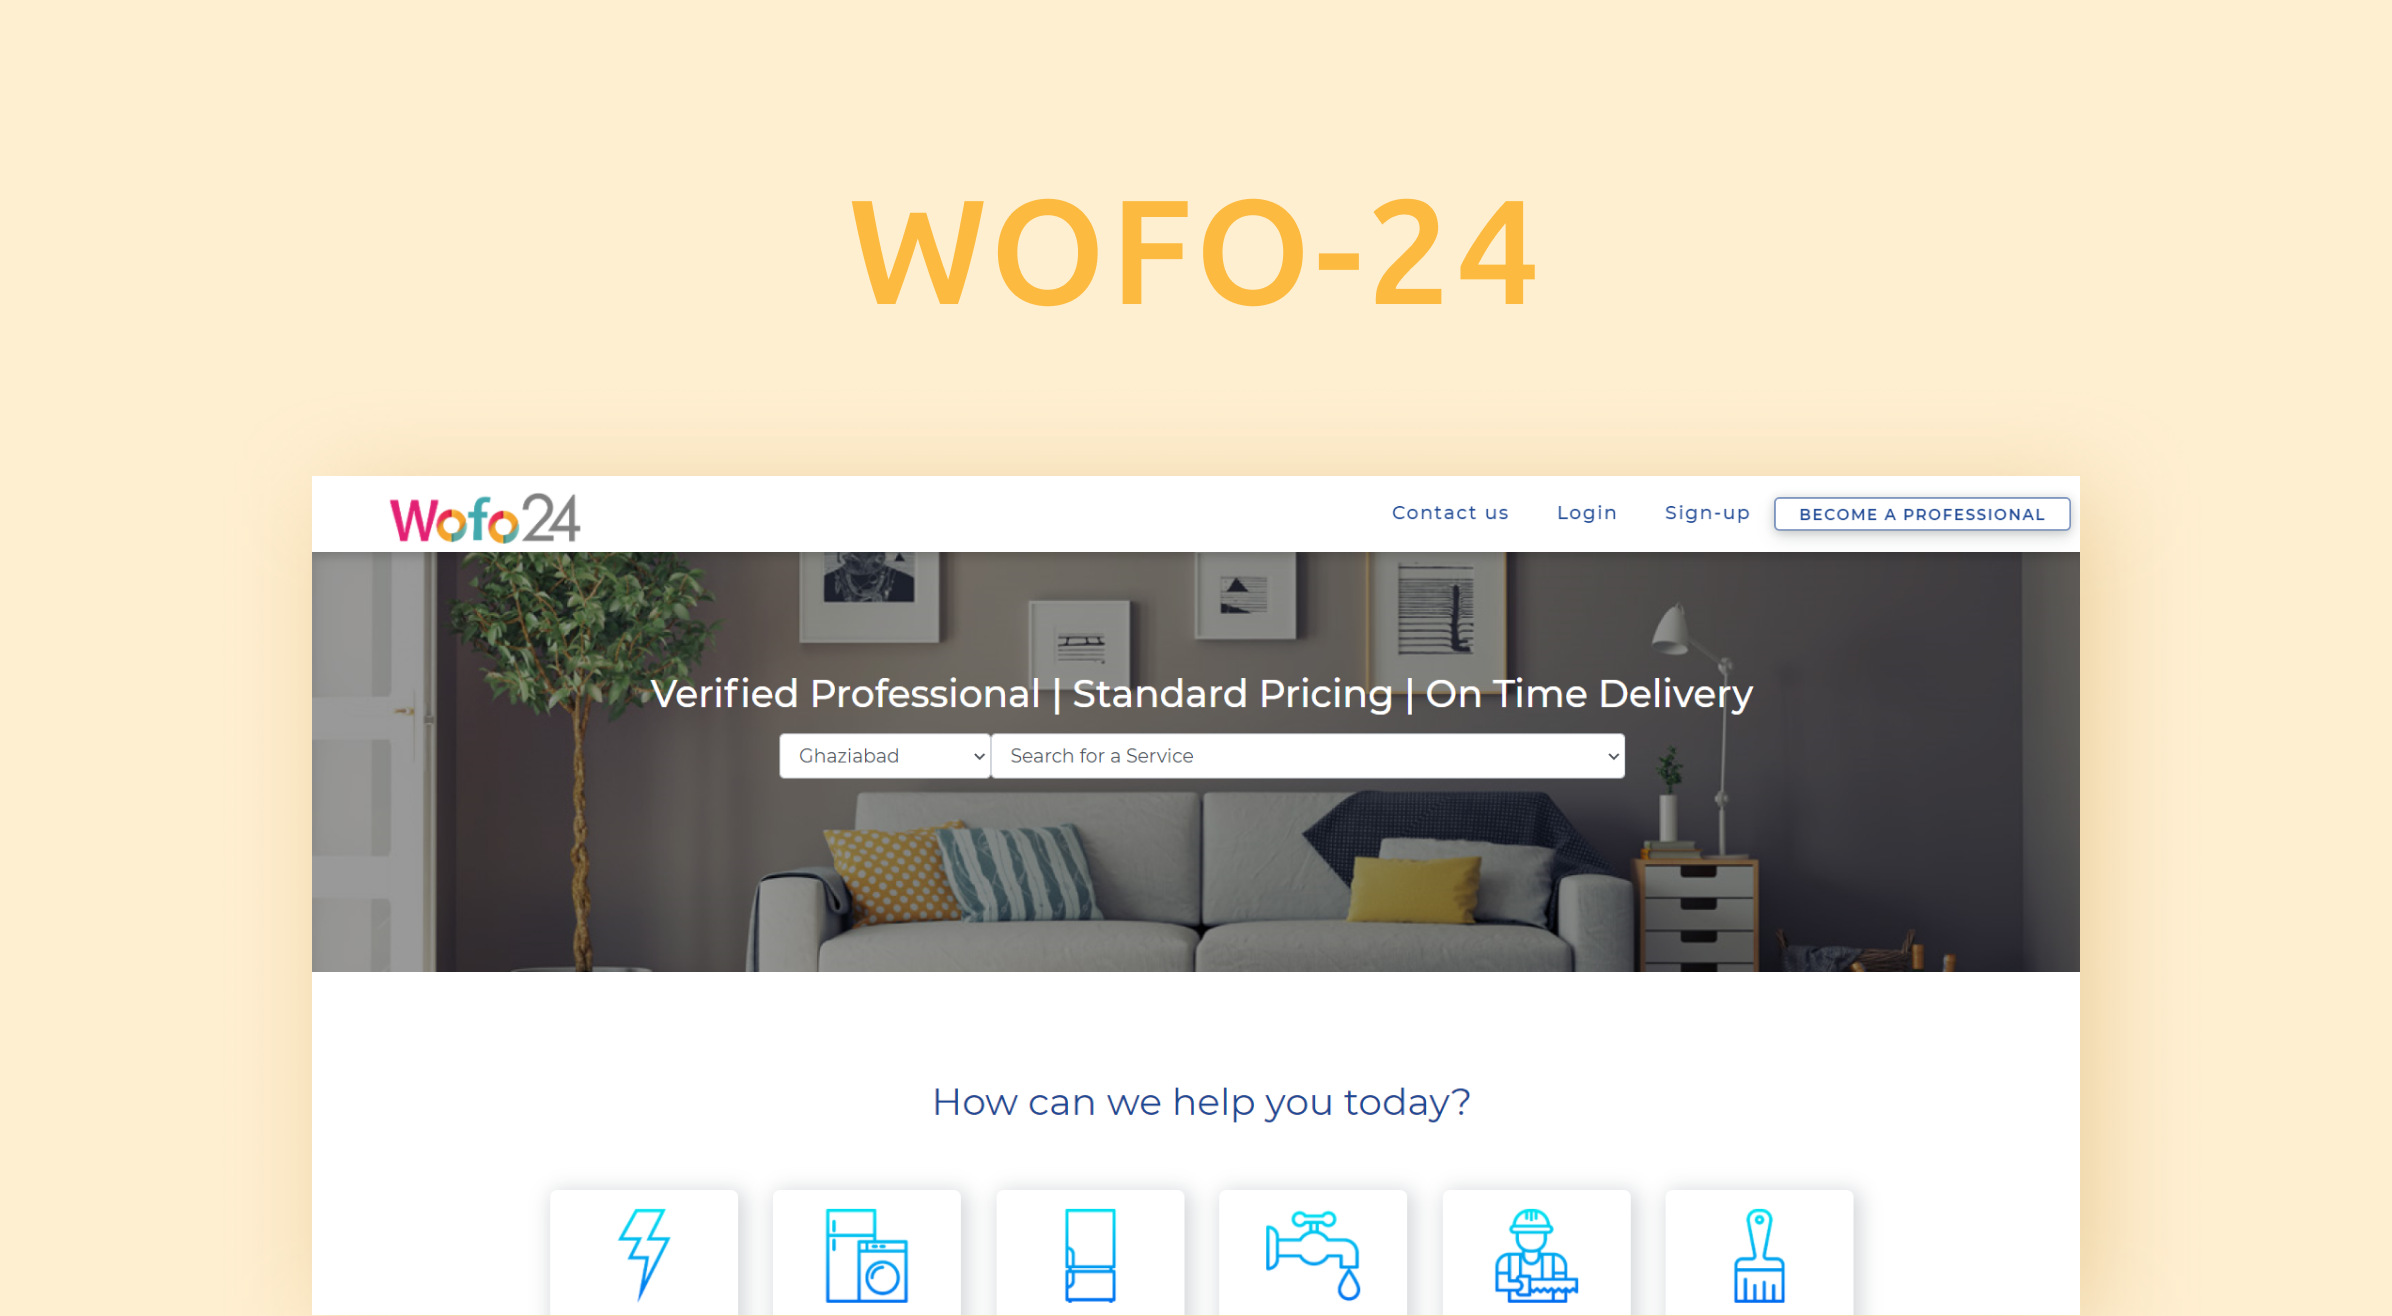 WOFO-24
Wofo24
Contact us Login Sign-up BECOME A PROFESSIONAL
Verified Professional | Standard Pricing | On Time Delivery
Ghaziabad Search for a Service
How can we help you today?